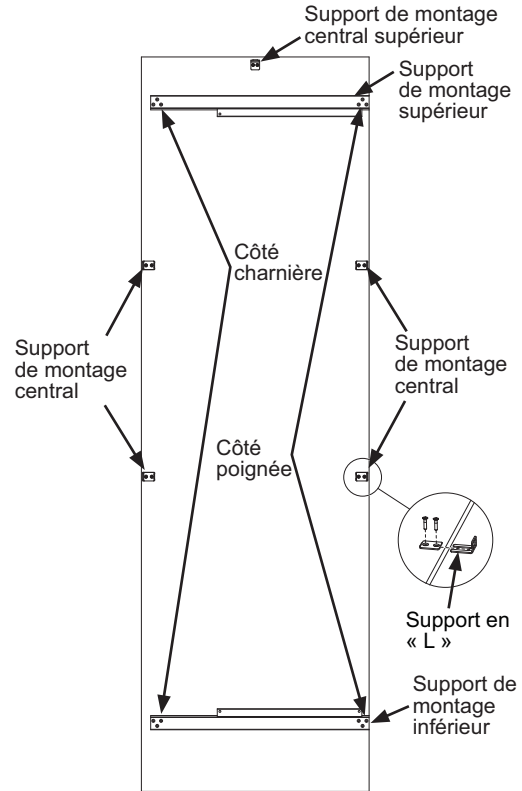 Support de montage
central supérieur
Support
de montage
supérieur
Côté
charnière
Support
de montage
central
Support
de montage
central
Côté
poignée
Support en
« L »
Support de
montage
inférieur